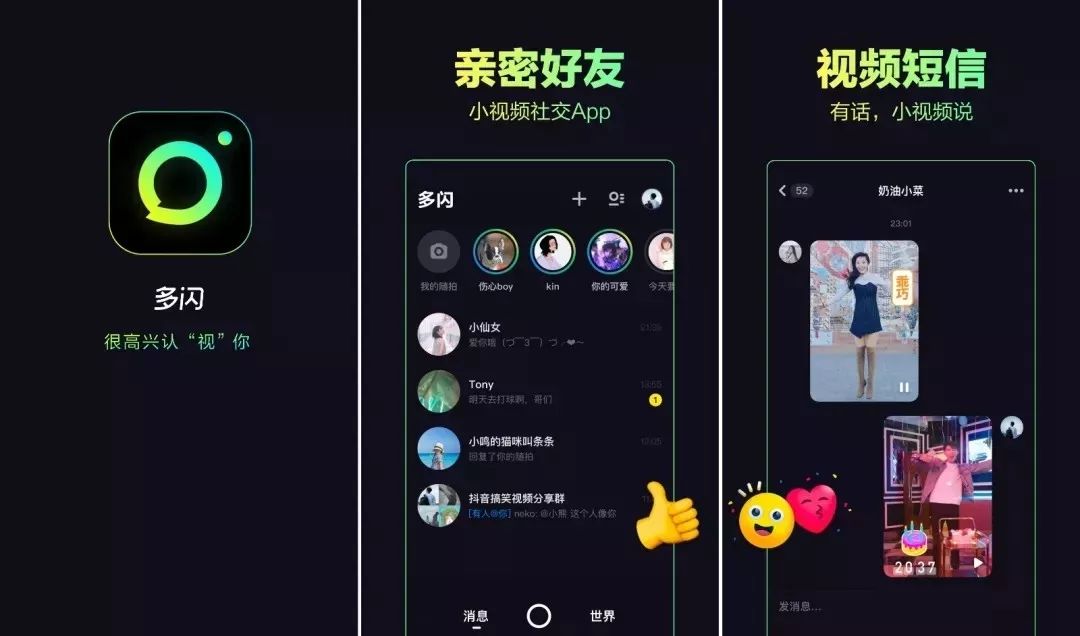 多闪
很高兴认“视”你
亲密好友
小视频社交App
多闪
我的随拍
伤心boy
kin
你的可爱
今天要
小仙女
21:35
爱你哦（づ￣3￣）づ╭❤～
Tony
13:55
明天去打球啊，哥们
1
小鸣的猫咪叫条条
12:05
回复了你的随拍
抖音搞笑视频分享群
[有人@你] neko: @小熊 这个人像你
消息
世界
视频短信
有话，小视频说
52
奶油小菜
23:01
乖巧
20:37
发消息...